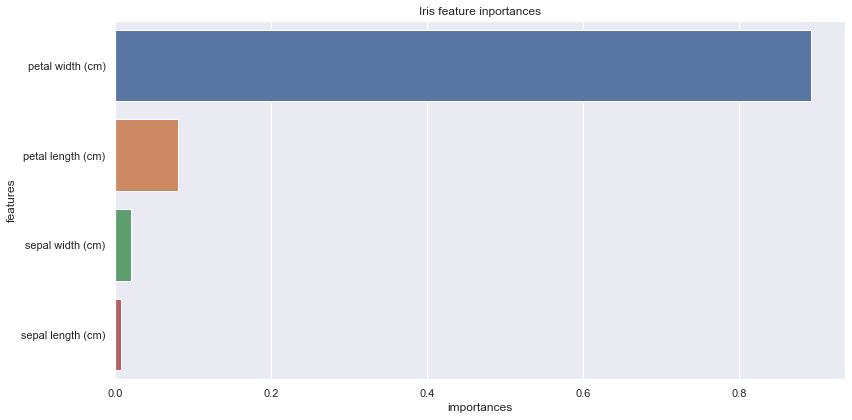 Iris feature inportances
petal width (cm)
petal length (cm)
sepal width (cm)
sepal length (cm)
features
0.0 0.2 0.4 0.6 0.8
importances